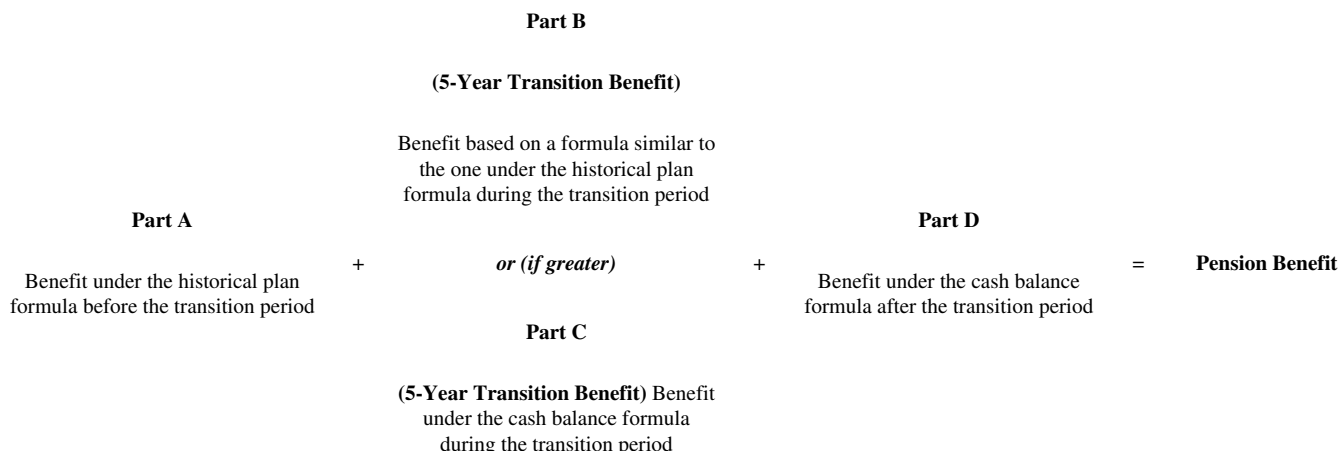 Part A
Benefit under the historical plan
formula before the transition period
+
Part B
(5-Year Transition Benefit)
Benefit based on a formula similar to
the one under the historical plan
formula during the transition period
or (if greater)
Part C
(5-Year Transition Benefit) Benefit
under the cash balance formula
during the transition period
+
Part D
Benefit under the cash balance
formula after the transition period
=
Pension Benefit